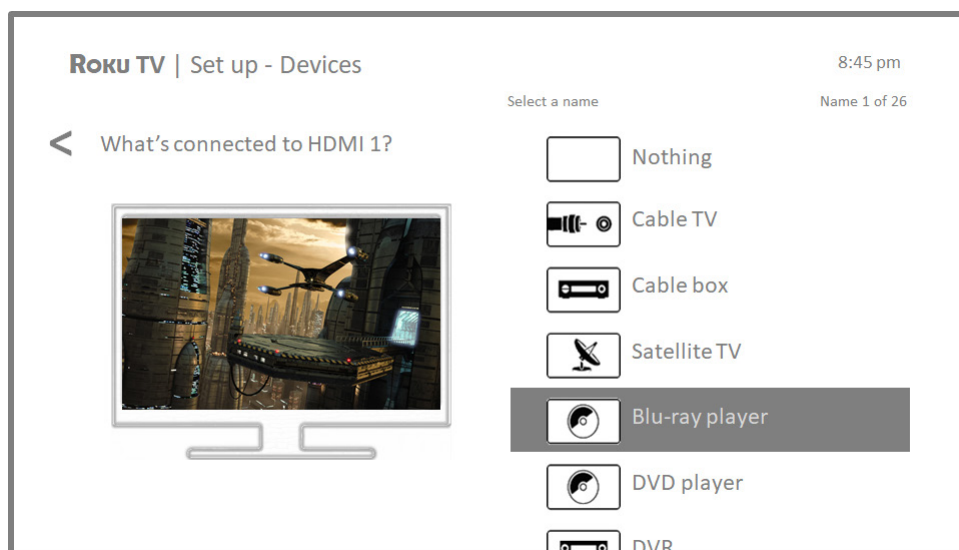 Roku TV | Set up - Devices
8:45 pm
Select a name
Name 1 of 26
< What's connected to HDMI 1?
Nothing
Cable TV
Cable box
Satellite TV
Blu-ray player
DVD player
DVR